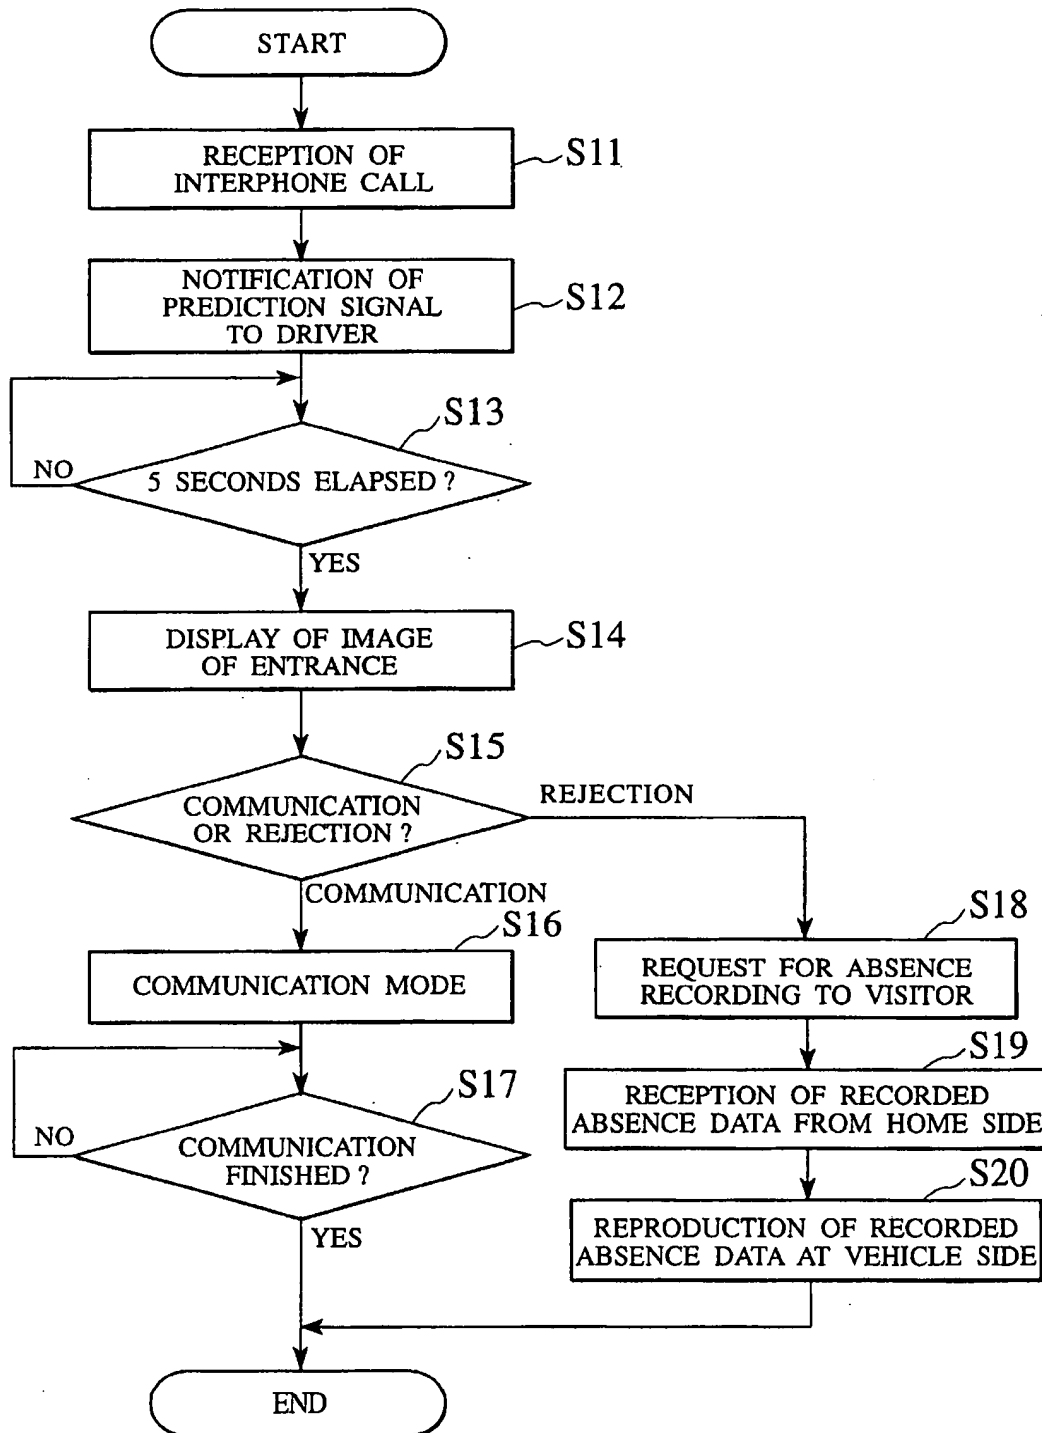 START
RECEPTION OF
INTERPHONE CALL
S11
NOTIFICATION OF
PREDICTION SIGNAL
TO DRIVER
S12
S13
5 SECONDS ELAPSED ?
NO
YES
DISPLAY OF IMAGE
OF ENTRANCE
S14
S15
COMMUNICATION
OR REJECTION ?
REJECTION
COMMUNICATION
S16
COMMUNICATION MODE
S17
COMMUNICATION
FINISHED ?
NO
YES
S18
REQUEST FOR ABSENCE
RECORDING TO VISITOR
S19
RECEPTION OF RECORDED
ABSENCE DATA FROM HOME SIDE
S20
REPRODUCTION OF RECORDED
ABSENCE DATA AT VEHICLE SIDE
END